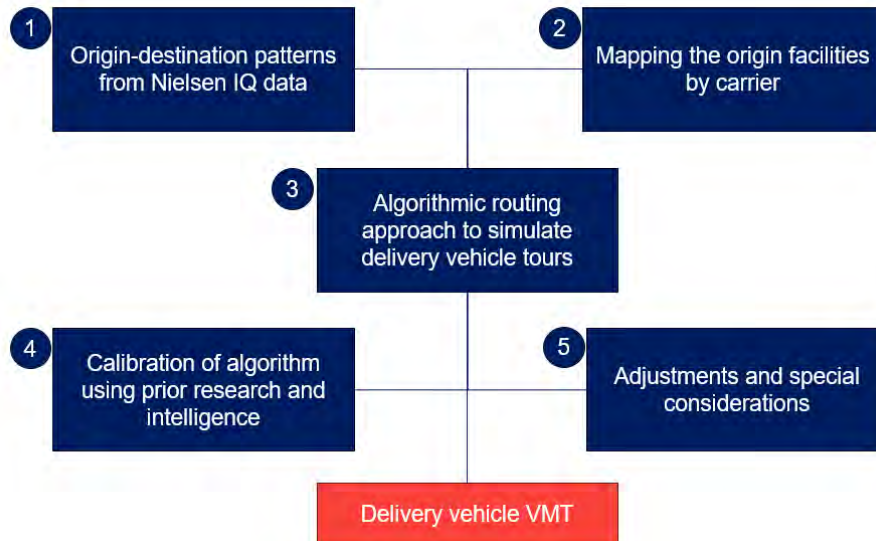 1
Origin-destination patterns
from Nielsen IQ data
2
Mapping the origin facilities
by carrier
3
Algorithmic routing
approach to simulate
delivery vehicle tours
4
Calibration of algorithm
using prior research and
intelligence
5
Adjustments and special
considerations
Delivery vehicle VMT